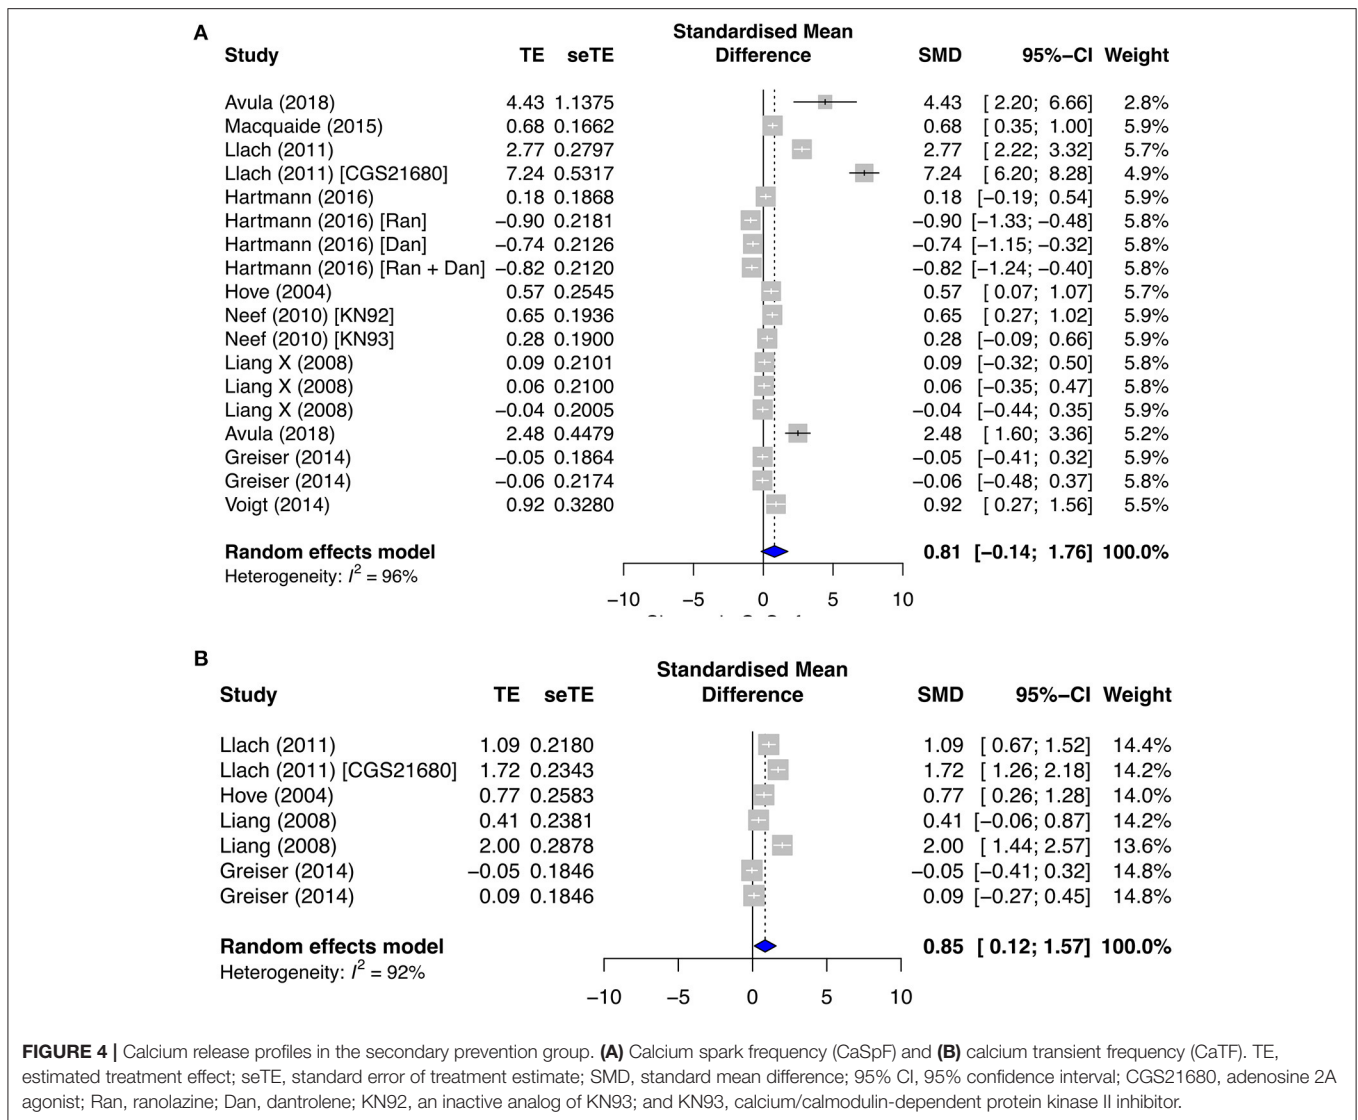 A
Standardised Mean
Study TE seTE Difference SMD 95%−CI Weight
Avula (2018) 4.43 1.1375 4.43 [ 2.20; 6.66] 2.8%
Macquaide (2015) 0.68 0.1662 0.68 [ 0.35; 1.00] 5.9%
Llach (2011) 2.77 0.2797 2.77 [ 2.22; 3.32] 5.7%
Llach (2011) [CGS21680] 7.24 0.5317 7.24 [ 6.20; 8.28] 4.9%
Hartmann (2016) 0.18 0.1868 0.18 [−0.19; 0.54] 5.9%
Hartmann (2016) [Ran] −0.90 0.2181 −0.90 [−1.33; −0.48] 5.8%
Hartmann (2016) [Dan] −0.74 0.2126 −0.74 [−1.15; −0.32] 5.8%
Hartmann (2016) [Ran + Dan] −0.82 0.2120 −0.82 [−1.24; −0.40] 5.8%
Hove (2004) 0.57 0.2545 0.57 [ 0.07; 1.07] 5.7%
Neef (2010) [KN92] 0.65 0.1936 0.65 [ 0.27; 1.02] 5.9%
Neef (2010) [KN93] 0.28 0.1900 0.28 [−0.09; 0.66] 5.9%
Liang X (2008) 0.09 0.2101 0.09 [−0.32; 0.50] 5.8%
Liang X (2008) 0.06 0.2100 0.06 [−0.35; 0.47] 5.8%
Liang X (2008) −0.04 0.2005 −0.04 [−0.44; 0.35] 5.9%
Avula (2018) 2.48 0.4479 2.48 [ 1.60; 3.36] 5.2%
Greiser (2014) −0.05 0.1864 −0.05 [−0.41; 0.32] 5.9%
Greiser (2014) −0.06 0.2174 −0.06 [−0.48; 0.37] 5.8%
Voigt (2014) 0.92 0.3280 0.92 [ 0.27; 1.56] 5.5%
Random effects model 0.81 [−0.14; 1.76] 100.0%
Heterogeneity: I² = 96%
−10 −5 0 5 10
B
Standardised Mean
Study TE seTE Difference SMD 95%−CI Weight
Llach (2011) 1.09 0.2180 1.09 [ 0.67; 1.52] 14.4%
Llach (2011) [CGS21680] 1.72 0.2343 1.72 [ 1.26; 2.18] 14.2%
Hove (2004) 0.77 0.2583 0.77 [ 0.26; 1.28] 14.0%
Liang (2008) 0.41 0.2381 0.41 [−0.06; 0.87] 14.2%
Liang (2008) 2.00 0.2878 2.00 [ 1.44; 2.57] 13.6%
Greiser (2014) −0.05 0.1846 −0.05 [−0.41; 0.32] 14.8%
Greiser (2014) 0.09 0.1846 0.09 [−0.27; 0.45] 14.8%
Random effects model 0.85 [ 0.12; 1.57] 100.0%
Heterogeneity: I² = 92%
−10 −5 0 5 10
FIGURE 4 | Calcium release profiles in the secondary prevention group. (A) Calcium spark frequency (CaSpF) and (B) calcium transient frequency (CaTF). TE,
estimated treatment effect; seTE, standard error of treatment estimate; SMD, standard mean difference; 95% CI, 95% confidence interval; CGS21680, adenosine 2A
agonist; Ran, ranolazine; Dan, dantrolene; KN92, an inactive analog of KN93; and KN93, calcium/calmodulin-dependent protein kinase II inhibitor.